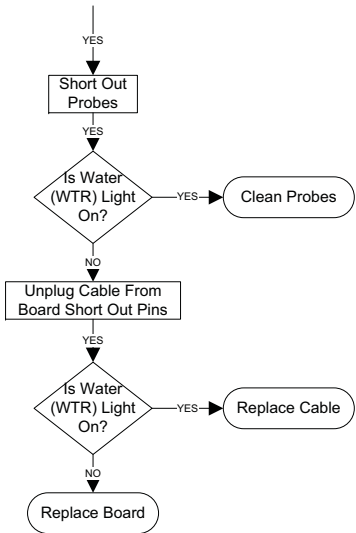 YES
Short Out
Probes
YES
Is Water
(WTR) Light
On?
YES
Clean Probes
NO
Unplug Cable From
Board Short Out Pins
YES
Is Water
(WTR) Light
On?
YES
Replace Cable
NO
Replace Board